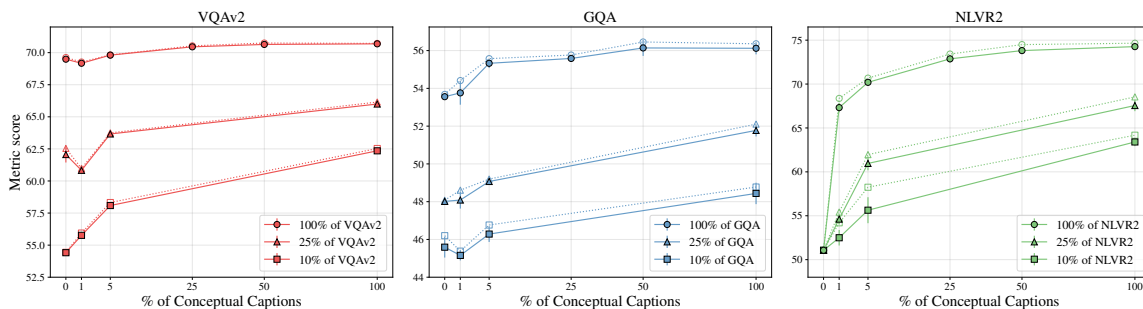 VQAv2
Metric score
70.0
67.5
65.0
62.5
60.0
57.5
55.0
52.5
0 1 5 25 50 100
% of Conceptual Captions
100% of VQAv2
25% of VQAv2
10% of VQAv2
GQA
56
54
52
50
48
46
44
0 1 5 25 50 100
% of Conceptual Captions
100% of GQA
25% of GQA
10% of GQA
NLVR2
75
70
65
60
55
50
0 1 5 25 50 100
% of Conceptual Captions
100% of NLVR2
25% of NLVR2
10% of NLVR2